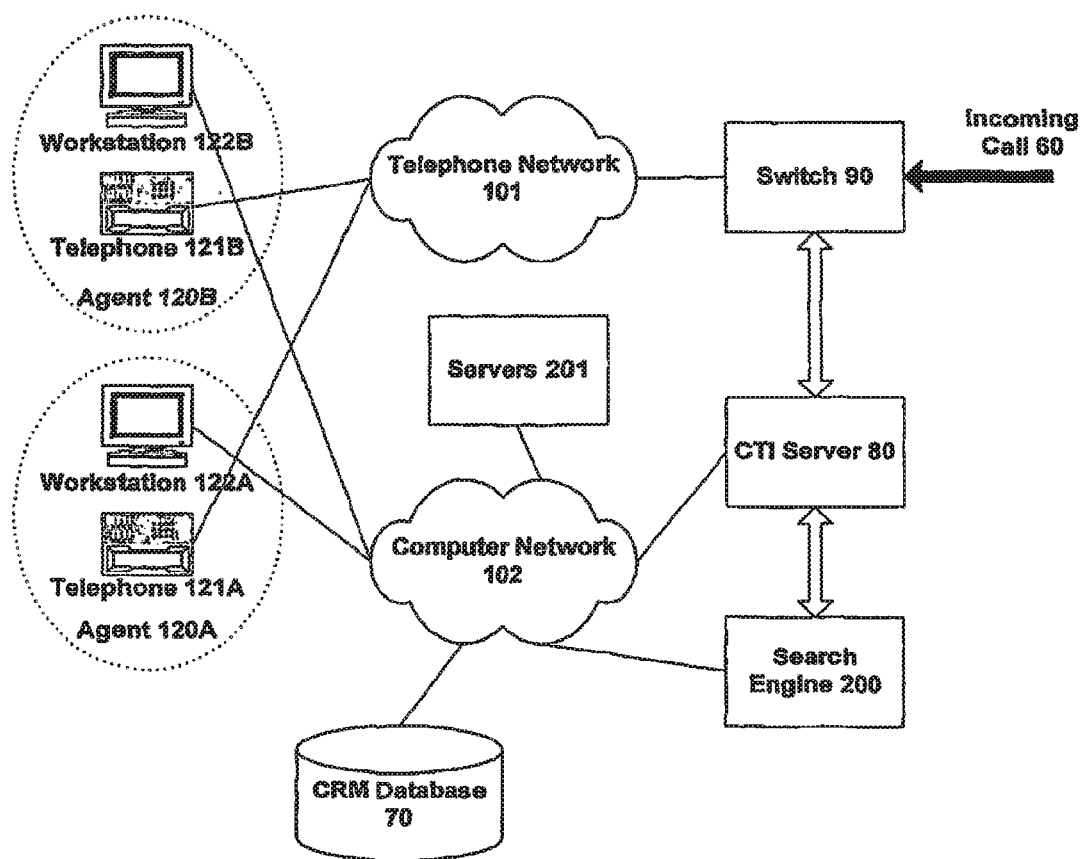 Workstation 122B
Telephone 121B
Agent 120B
Workstation 122A
Telephone 121A
Agent 120A
Telephone Network
101
Servers 201
Computer Network
102
CRM Database
70
Incoming
Call 60
Switch 90
CTI Server 80
Search
Engine 200